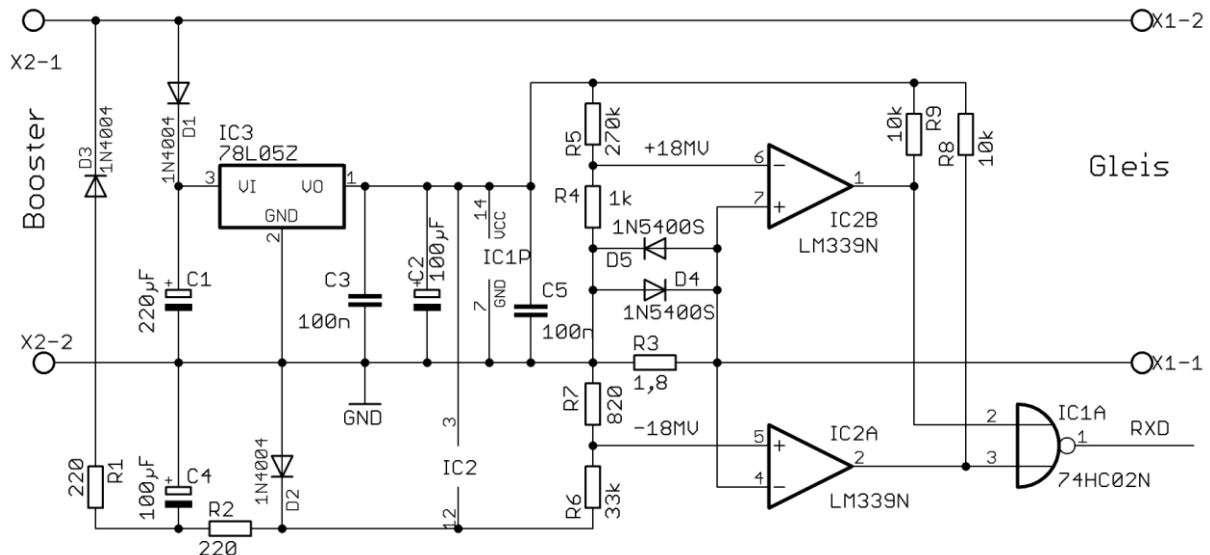 X2-1
X1-2
Booster
D3
1N4004
1N4004
D1
IC3
78L05Z
3
VI
VO
1
GND
2
220µF
C1
C3
100n
C2
100µF
14
VCC
IC1P
7
GND
C5
100n
R5
270k
+18MV
R4
1k
1N5400S
D5
D4
1N5400S
6
7
1
IC2B
LM339N
10k
R9
R8
10k
Gleis
X2-2
GND
R3
1,8
X1-1
R7
820
-18MV
R6
33k
5
4
2
IC2A
LM339N
IC1A
2
3
1
RXD
74HC02N
220
R1
100µF
C4
R2
220
1N4004
D2
3
IC2
12